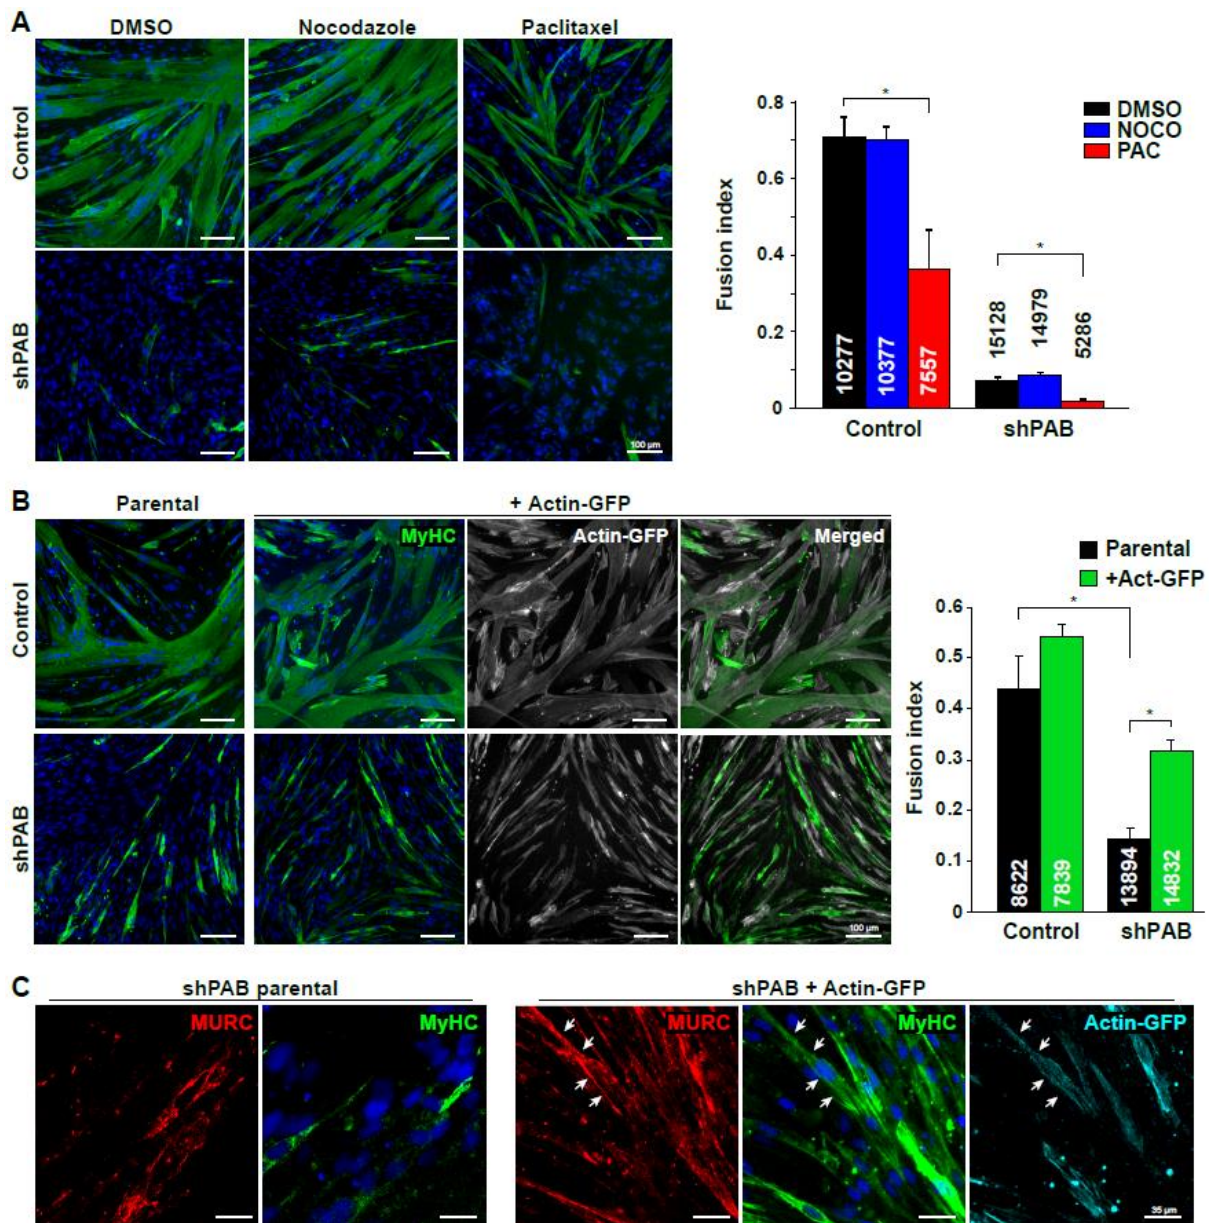 A
DMSO
Nocodazole
Paclitaxel
Control
shPAB
100 µm
Fusion index
0.8
0.6
0.4
0.2
0
DMSO
NOCO
PAC
*
*
10277
10377
7557
15128
14979
5286
Control
shPAB
B
Parental
+ Actin-GFP
MyHC
Actin-GFP
Merged
Control
shPAB
100 µm
Fusion index
0.6
0.5
0.4
0.3
0.2
0.1
0
Parental
+Act-GFP
*
*
8622
7839
13894
14832
Control
shPAB
C
shPAB parental
shPAB + Actin-GFP
MURC
MyHC
MURC
MyHC
Actin-GFP
35 µm